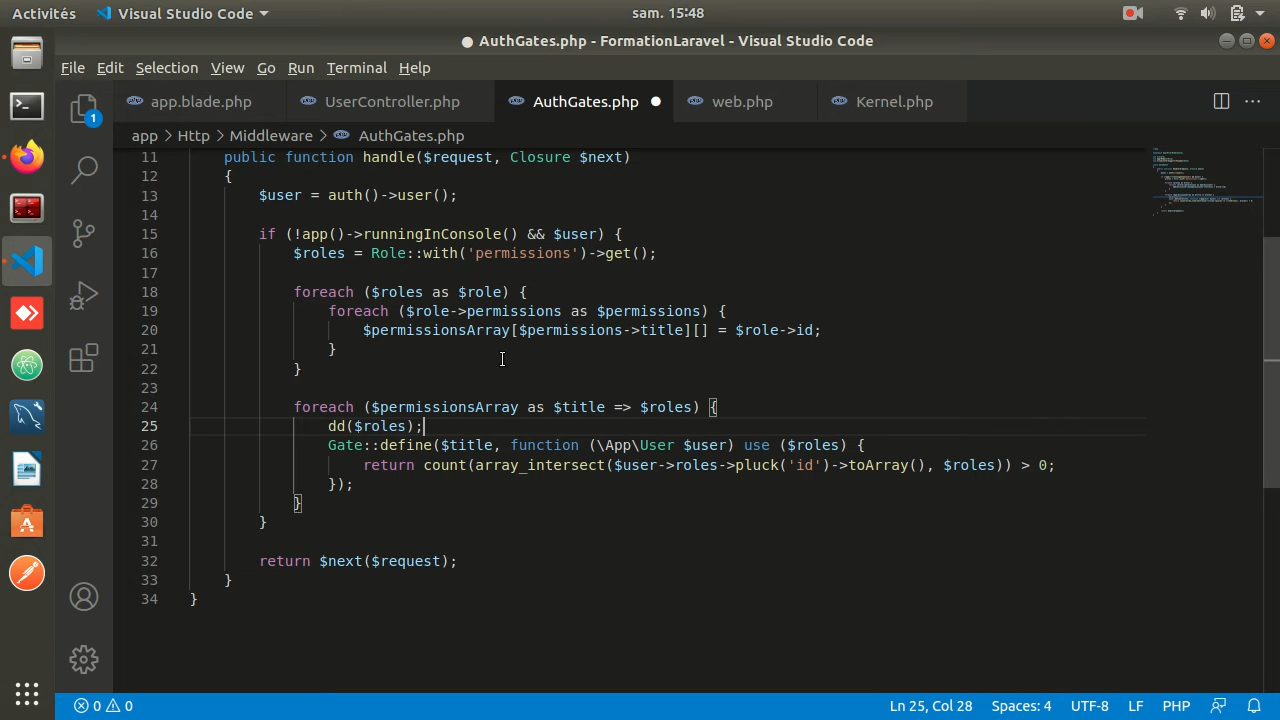 Activités Visual Studio Code sam. 15:48
● AuthGates.php - FormationLaravel - Visual Studio Code
File Edit Selection View Go Run Terminal Help
app.blade.php UserController.php AuthGates.php web.php Kernel.php
app > Http > Middleware > AuthGates.php
1
11 public function handle($request, Closure $next)
12 {
13 $user = auth()->user();
14
15 if (!app()->runningInConsole() && $user) {
16 $roles = Role::with('permissions')->get();
17
18 foreach ($roles as $role) {
19 foreach ($role->permissions as $permissions) {
20 $permissionsArray[$permissions->title][] = $role->id;
21 }
22 }
23
24 foreach ($permissionsArray as $title => $roles) {
25 dd($roles);
26 Gate::define($title, function (\App\User $user) use ($roles) {
27 return count(array_intersect($user->roles->pluck('id')->toArray(), $roles)) > 0;
28 });
29 }
30 }
31
32 return $next($request);
33 }
34 }
0 0 Ln 25, Col 28 Spaces: 4 UTF-8 LF PHP